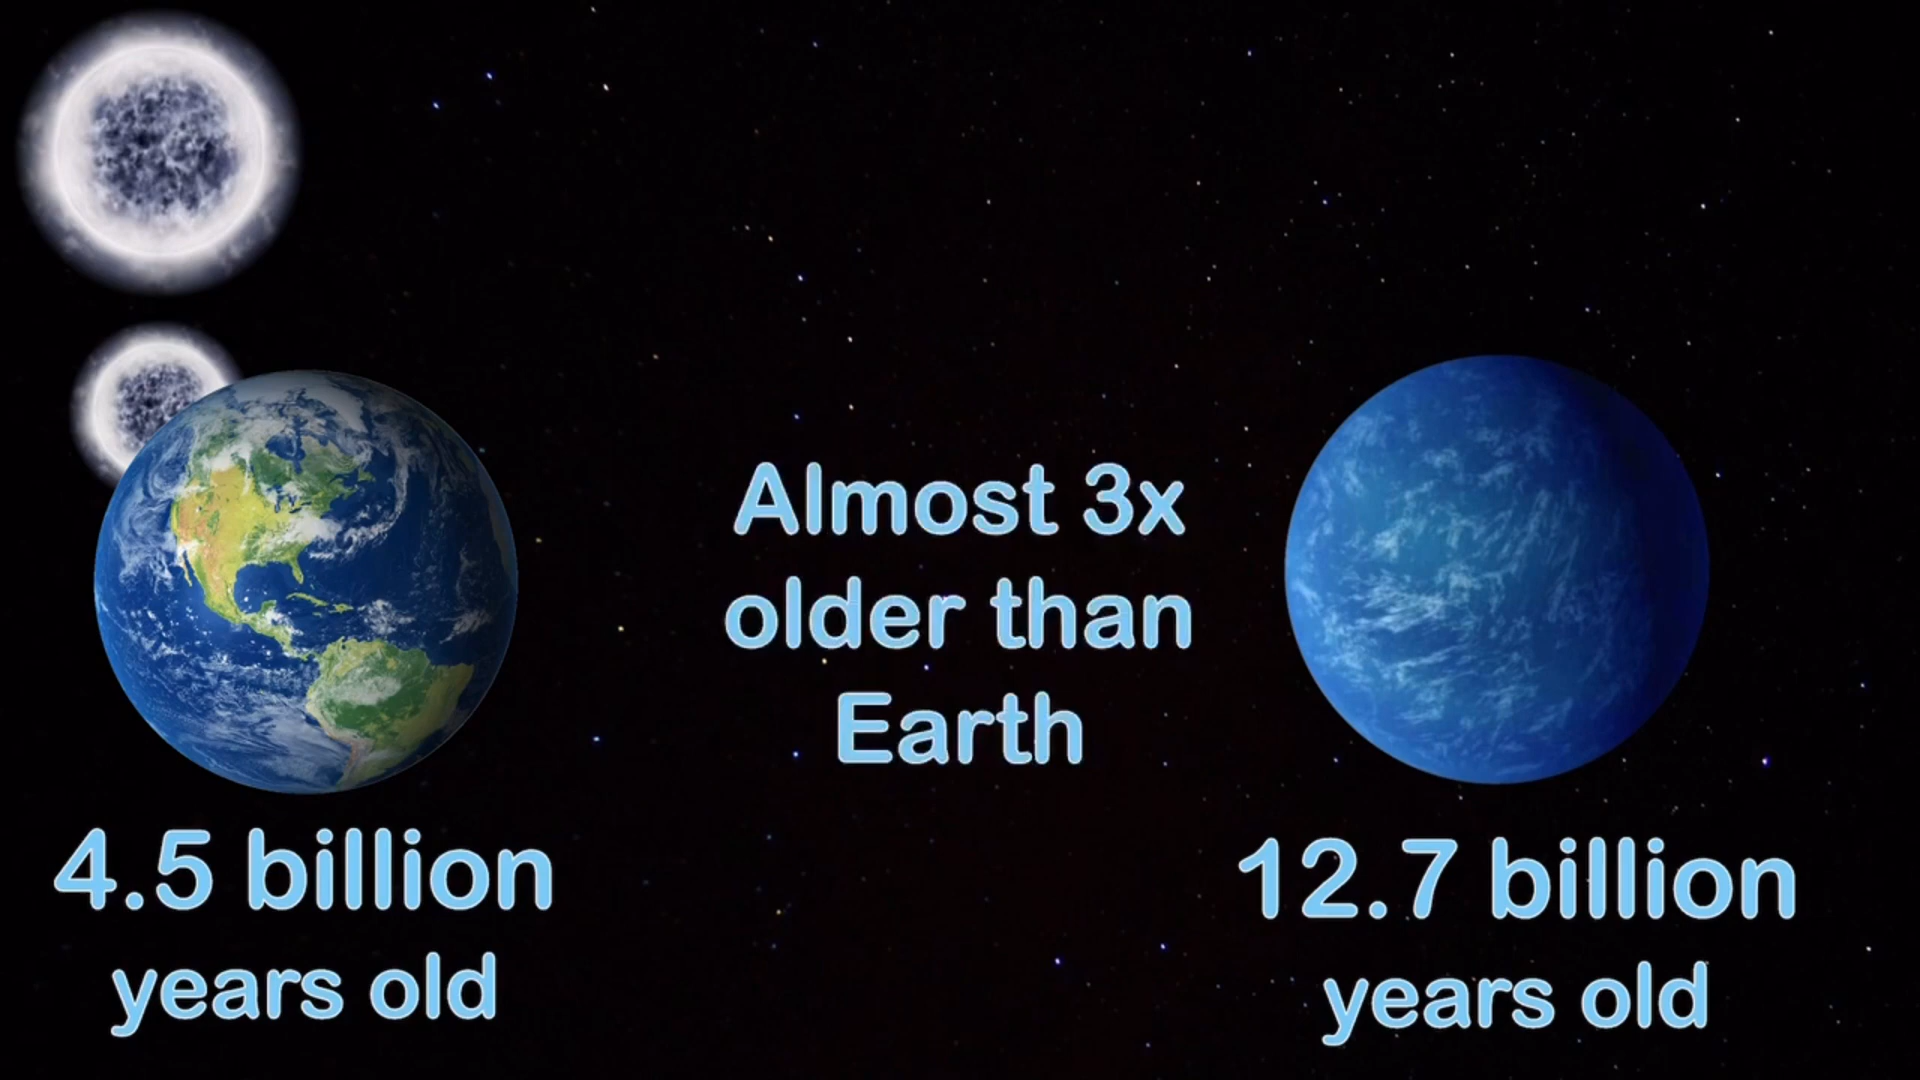 Almost 3x
older than
Earth
4.5 billion
years old
12.7 billion
years old